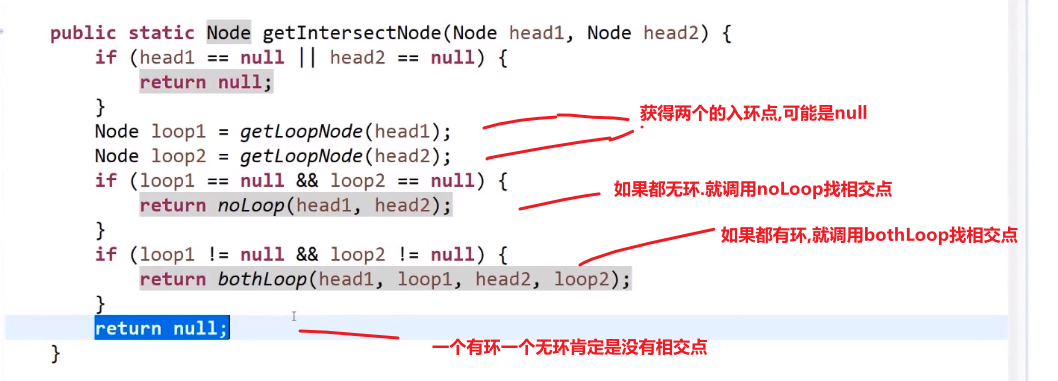 public static Node getIntersectNode(Node head1, Node head2) {
if (head1 == null || head2 == null) {
return null;
}
获得两个的入环点,可能是null
Node loop1 = getLoopNode(head1);
Node loop2 = getLoopNode(head2);
if (loop1 == null && loop2 == null) {
如果都无环.就调用noLoop找相交点
return noLoop(head1, head2);
}
如果都有环,就调用bothLoop找相交点
if (loop1 != null && loop2 != null) {
return bothLoop(head1, loop1, head2, loop2);
}
return null;
一个有环一个无环肯定是没有相交点
}